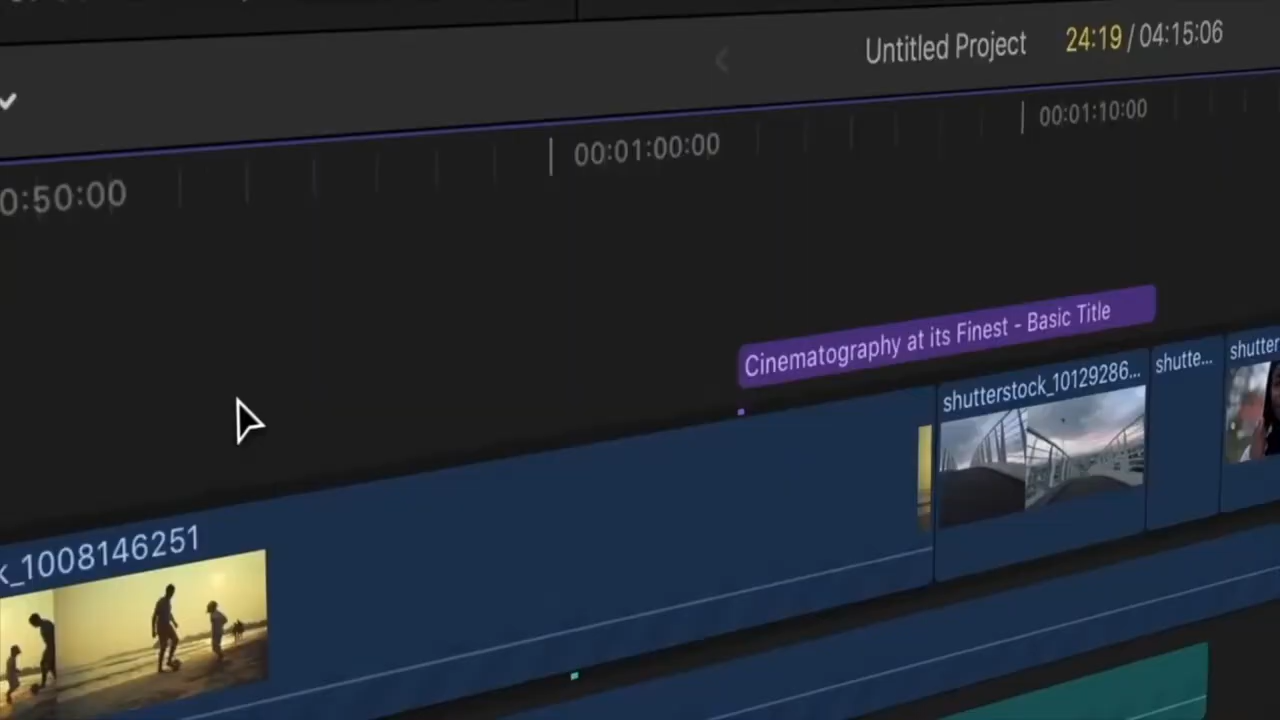 Untitled Project 24:19 / 04:15:06
0:50:00 00:01:00:00 00:01:10:00
Cinematography at its Finest - Basic Title
k_1008146251 shutterstock_10129286... shutte... shutter